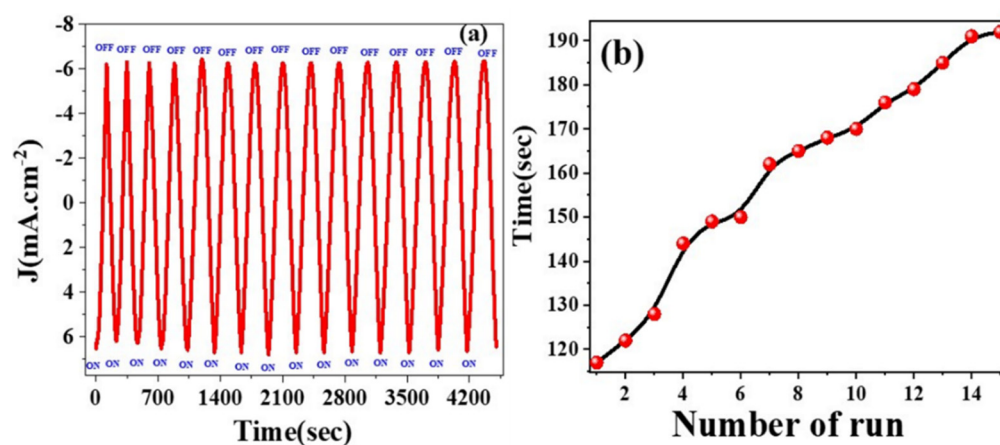 (a)
OFF OFF OFF OFF OFF OFF OFF OFF OFF OFF OFF OFF OFF OFF OFF
-8
-6
-4
-2
0
2
4
6
J(mA.cm-2)
ON ON ON ON ON ON ON ON ON ON ON ON ON ON ON
0 700 1400 2100 2800 3500 4200
Time(sec)
(b)
190
180
170
160
150
140
130
120
Time(sec)
2 4 6 8 10 12 14
Number of run